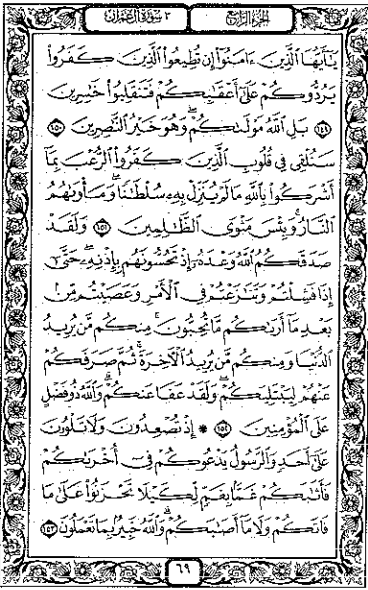 الجزء الرابع ٣ سورة آل عمران
يَٰٓأَيُّهَا ٱلَّذِينَ ءَامَنُوٓا۟ إِن تُطِيعُوا۟ ٱلَّذِينَ كَفَرُوا۟
يَرُدُّوكُمْ عَلَىٰٓ أَعْقَٰبِكُمْ فَتَنقَلِبُوا۟ خَٰسِرِينَ
﴿١٤٩﴾ بَلِ ٱللَّهُ مَوْلَىٰكُمْ ۖ وَهُوَ خَيْرُ ٱلنَّٰصِرِينَ ﴿١٥٠﴾
سَنُلْقِى فِى قُلُوبِ ٱلَّذِينَ كَفَرُوا۟ ٱلرُّعْبَ بِمَآ
أَشْرَكُوا۟ بِٱللَّهِ مَا لَمْ يُنَزِّلْ بِهِۦ سُلْطَٰنًا ۖ وَمَأْوَىٰهُمُ
ٱلنَّارُ ۚ وَبِئْسَ مَثْوَى ٱلظَّٰلِمِينَ ﴿١٥١﴾ وَلَقَدْ
صَدَقَكُمُ ٱللَّهُ وَعْدَهُۥٓ إِذْ تَحُسُّونَهُم بِإِذْنِهِۦ ۖ حَتَّىٰٓ
إِذَا فَشِلْتُمْ وَتَنَٰزَعْتُمْ فِى ٱلْأَمْرِ وَعَصَيْتُم مِّنۢ
بَعْدِ مَآ أَرَىٰكُم مَّا تُحِبُّونَ ۚ مِنكُم مَّن يُرِيدُ
ٱلدُّنْيَا وَمِنكُم مَّن يُرِيدُ ٱلْءَاخِرَةَ ۚ ثُمَّ صَرَفَكُمْ
عَنْهُمْ لِيَبْتَلِيَكُمْ ۖ وَلَقَدْ عَفَا عَنكُمْ ۗ وَٱللَّهُ ذُو فَضْلٍ
عَلَى ٱلْمُؤْمِنِينَ ﴿١٥٢﴾ ۞ إِذْ تُصْعِدُونَ وَلَا تَلْوُۥنَ
عَلَىٰٓ أَحَدٍ وَٱلرَّسُولُ يَدْعُوكُمْ فِىٓ أُخْرَىٰكُمْ
فَأَثَٰبَكُمْ غَمًّۢا بِغَمٍّ لِّكَيْلَا تَحْزَنُوا۟ عَلَىٰ مَا
فَاتَكُمْ وَلَا مَآ أَصَٰبَكُمْ ۗ وَٱللَّهُ خَبِيرٌۢ بِمَا تَعْمَلُونَ ﴿١٥٣﴾
٦٩